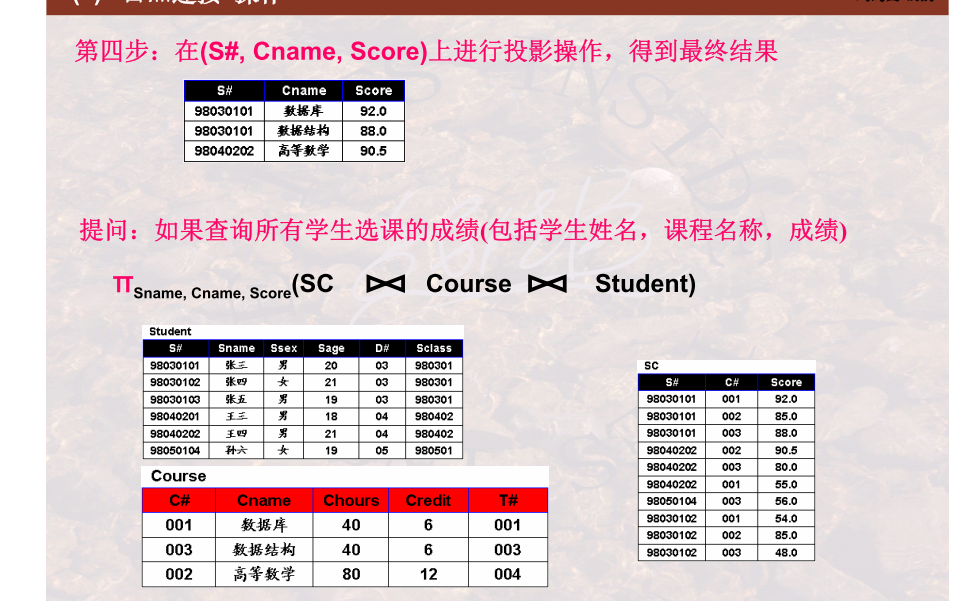 第四步：在(S#, Cname, Score)上进行投影操作，得到最终结果
S# Cname Score
98030101 数据库 92.0
98030101 数据结构 88.0
98040202 高等数学 90.5
提问：如果查询所有学生选课的成绩(包括学生姓名，课程名称，成绩)
πSname, Cname, Score(SC ⋈ Course ⋈ Student)
Student
S# Sname Ssex Sage D# Sclass
98030101 张三 男 20 03 980301
98030102 张四 女 21 03 980301
98030103 张五 男 19 03 980301
98040201 王三 男 18 04 980402
98040202 王四 男 21 04 980402
98050104 孙六 女 19 05 980501
Course
C# Cname Chours Credit T#
001 数据库 40 6 001
003 数据结构 40 6 003
002 高等数学 80 12 004
SC
S# C# Score
98030101 001 92.0
98030101 002 85.0
98030101 003 88.0
98040202 002 90.5
98040202 003 80.0
98040202 001 55.0
98050104 003 56.0
98030102 001 54.0
98030102 002 85.0
98030102 003 48.0